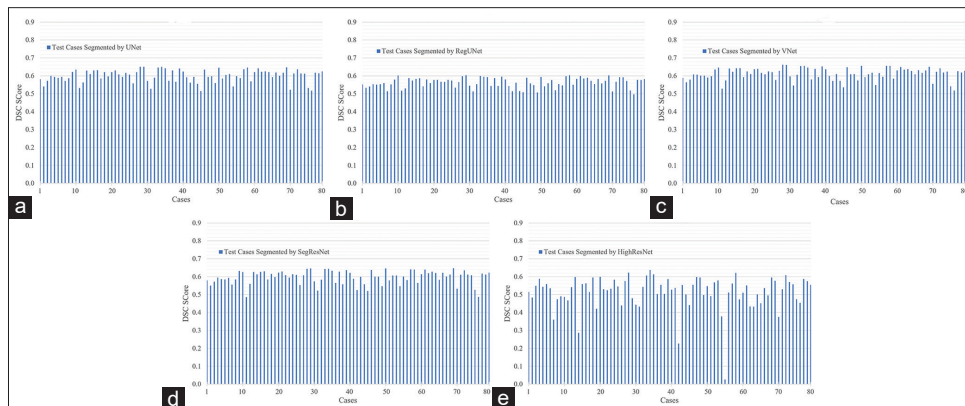 0.9
0.8
Test Cases Segmented by UNet
0.7
0.6
0.5
0.4
0.3
0.2
0.1
0.0
DSC SCore
1 10 20 30 40 50 60 70 80
Cases
a
0.9
0.8
Test Cases Segmented by RegUNet
0.7
0.6
0.5
0.4
0.3
0.2
0.1
0.0
DSC SCore
1 10 20 30 40 50 60 70 80
Cases
b
0.9
0.8
Test Cases Segmented by VNet
0.7
0.6
0.5
0.4
0.3
0.2
0.1
0.0
DSC SCore
1 10 20 30 40 50 60 70 80
Cases
c
0.9
0.8
Test Cases Segmented by SegResNet
0.7
0.6
0.5
0.4
0.3
0.2
0.1
0.0
DSC SCore
1 10 20 30 40 50 60 70 80
Cases
d
0.9
0.8
Test Cases Segmented by HighResNet
0.7
0.6
0.5
0.4
0.3
0.2
0.1
0.0
DSC SCore
1 10 20 30 40 50 60 70 80
Cases
e